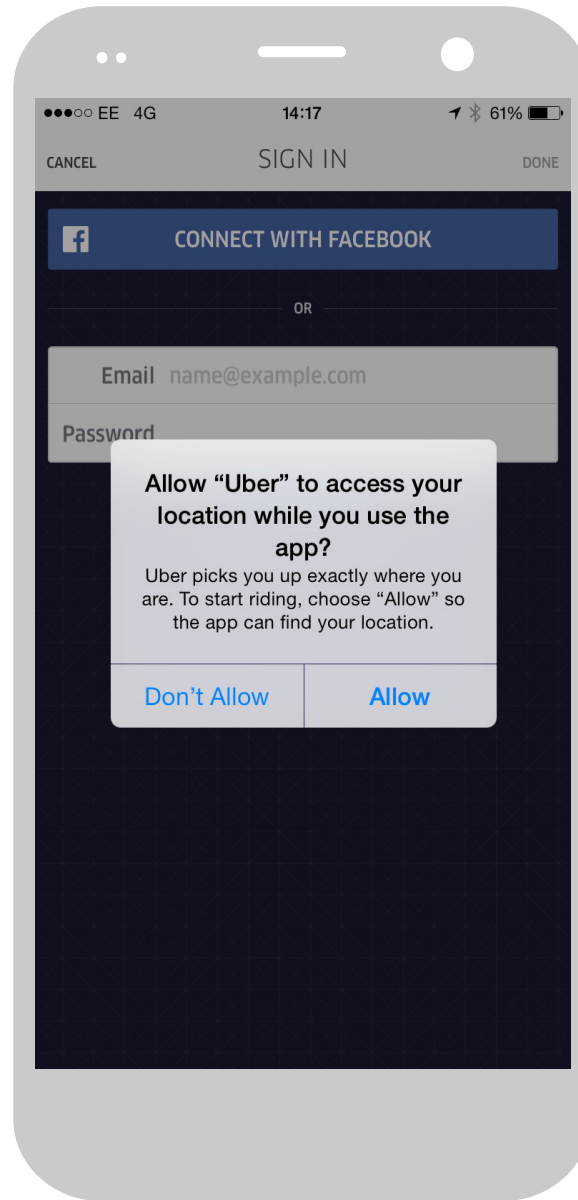 ●●●○○ EE 4G 14:17 61%
CANCEL SIGN IN DONE
f CONNECT WITH FACEBOOK
OR
Email name@example.com
Password
Allow “Uber” to access your
location while you use the
app?
Uber picks you up exactly where you
are. To start riding, choose “Allow” so
the app can find your location.
Don’t Allow Allow